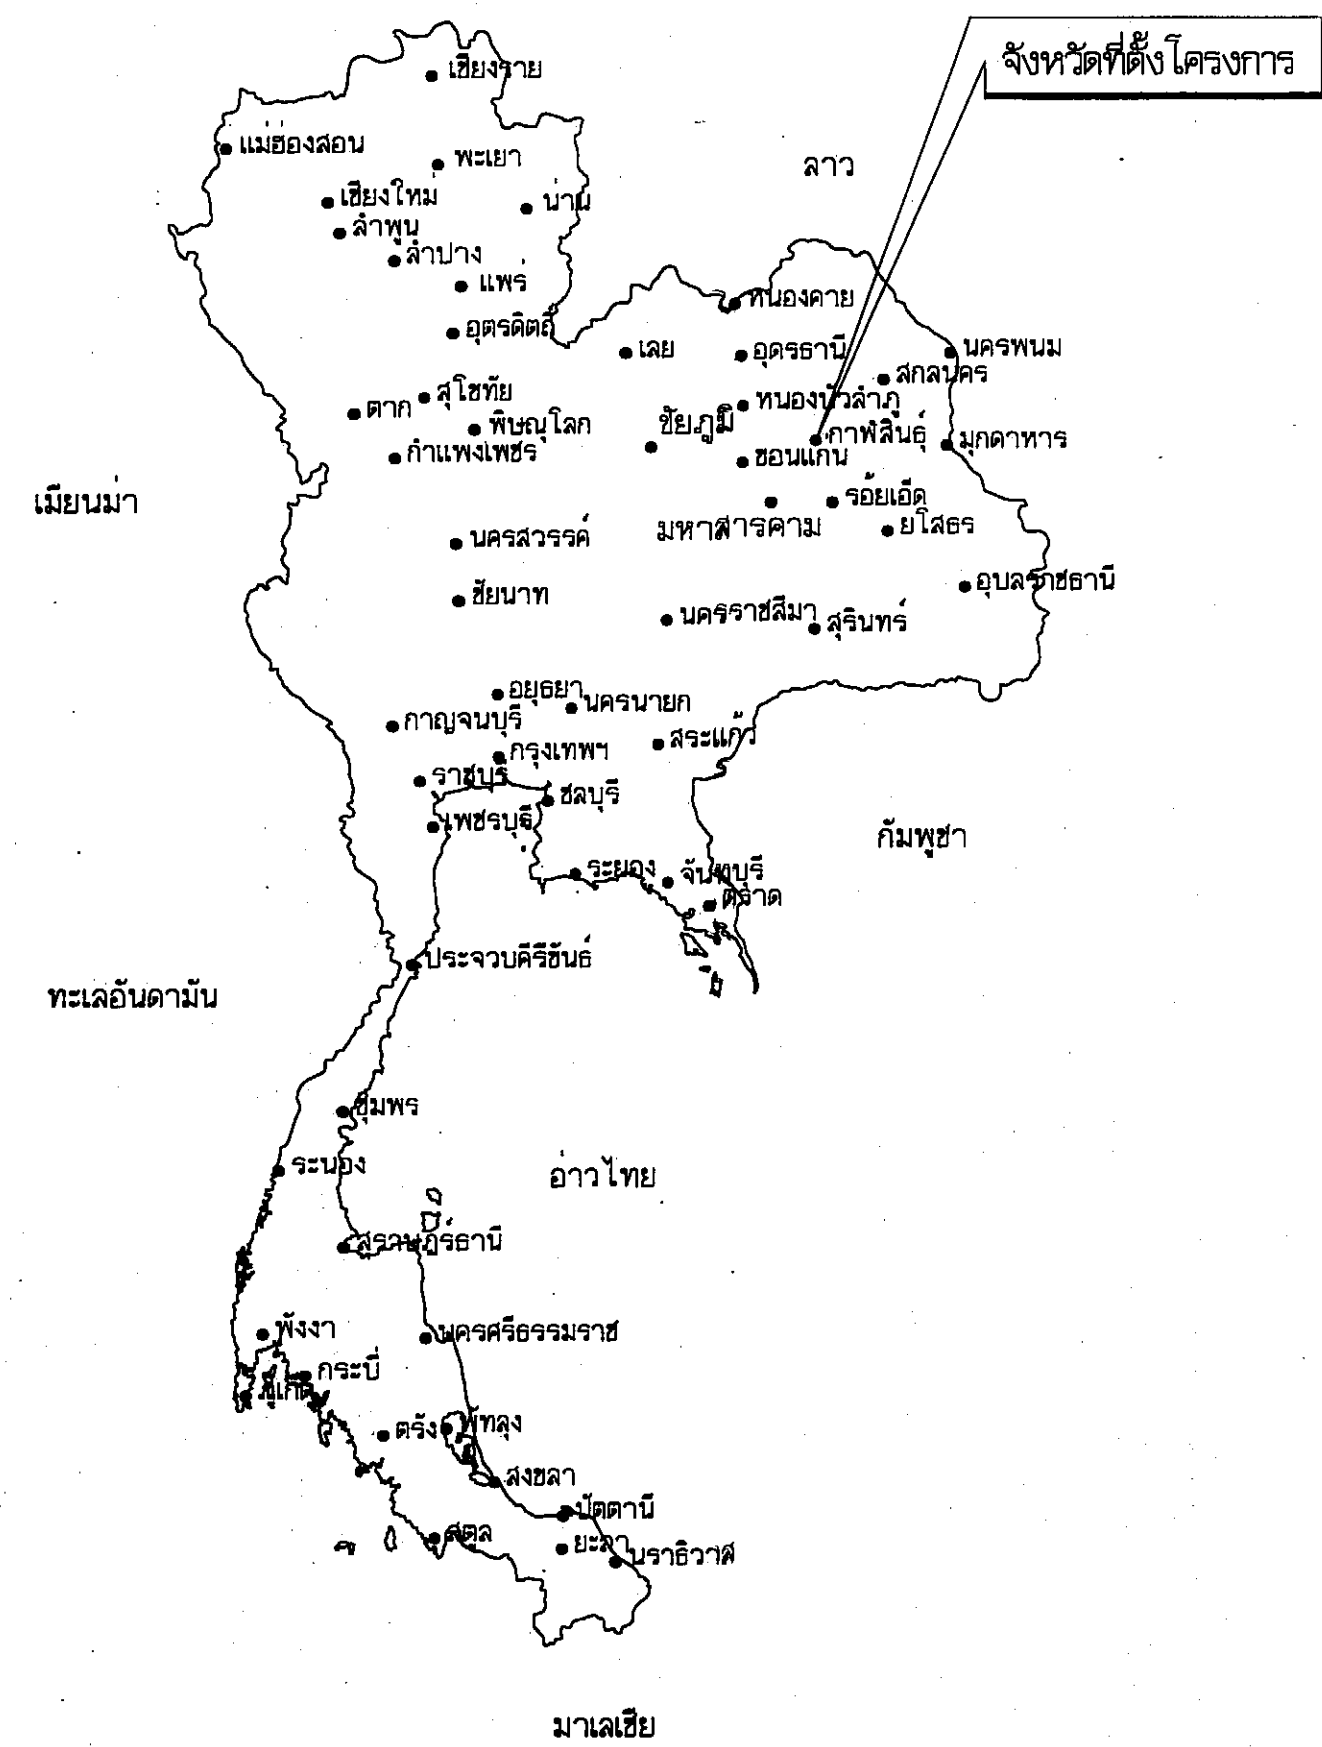 จังหวัดที่ตั้งโครงการ
เชียงราย
แม่ฮ่องสอน
พะเยา
ลาว
เชียงใหม่
น่าน
ลำพูน
ลำปาง
แพร่
หนองคาย
อุตรดิตถ์
เลย
อุดรธานี
นครพนม
สกลนคร
สุโขทัย
ตาก
หนองบัวลำภู
พิษณุโลก
ชัยภูมิ
กาฬสินธุ์
มุกดาหาร
กำแพงเพชร
ขอนแก่น
เมียนม่า
รอ้ยเอ็ด
มหาสารคาม
ยโสธร
นครสวรรค์
อุบลราชธานี
ชัยนาท
นครราชสีมา
สุรินทร์
อยุธยา
นครนายก
กาญจนบุรี
สระแก้ว
กรุงเทพฯ
ราชบุรี
ชลบุรี
เพชรบุรี
กัมพูชา
ระยอง
จันทบุรี
ตราด
ประจวบคีรีขันธ์
ทะเลอันดามัน
ชุมพร
ระนอง
อ่าวไทย
สุราษฎร์ธานี
พังงา
นครศรีธรรมราช
กระบี่
ภูเก็ต
ตรัง
พัทลุง
สงขลา
ปัตตานี
สตูล
ยะลา
นราธิวาส
มาเลเซีย